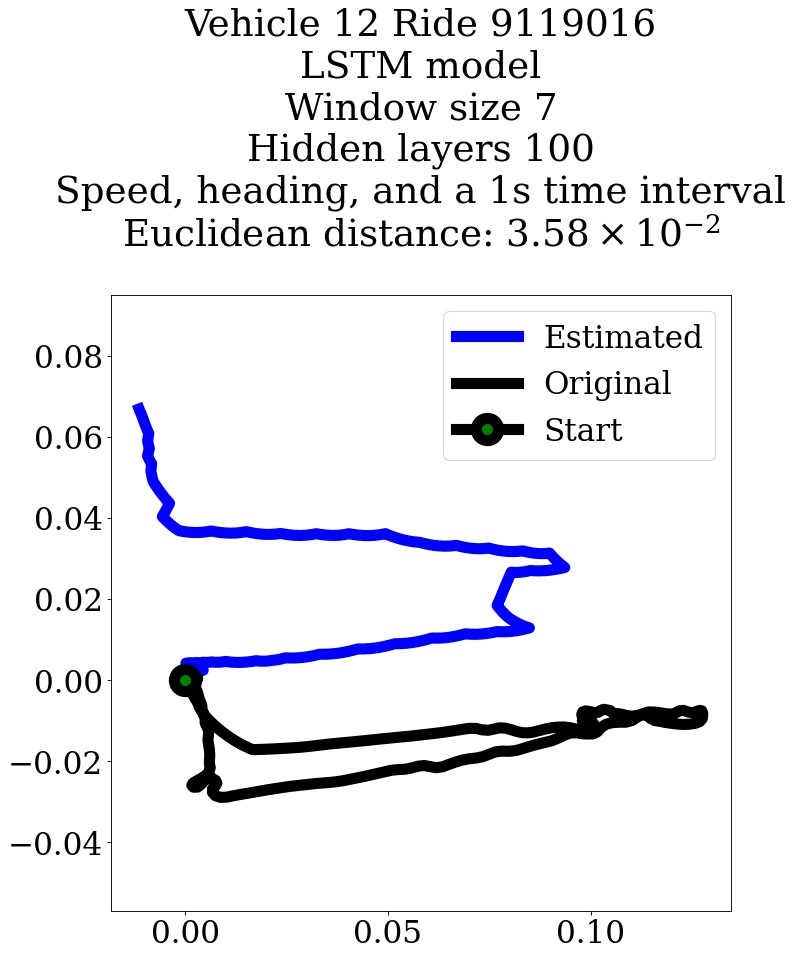 Vehicle 12 Ride 9119016
LSTM model
Window size 7
Hidden layers 100
Speed, heading, and a 1s time interval
Euclidean distance: 3.58 × 10⁻²
Estimated
Original
Start
0.08
0.06
0.04
0.02
0.00
−0.02
−0.04
0.00 0.05 0.10